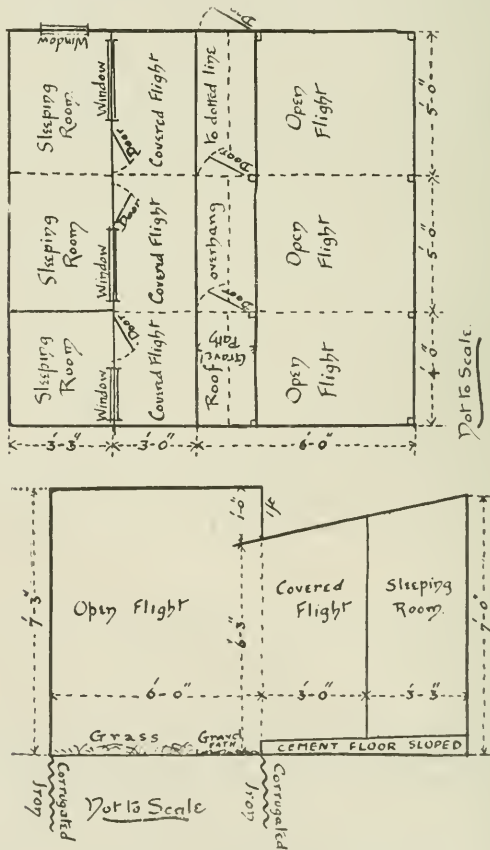 Door
Window
Sleeping Room
Window
Door
Covered Flight
to dotted line
Door
Open Flight
5'-0"
Sleeping Room
Window
Door
Covered Flight
overhang
Door
Open Flight
5'-0"
Sleeping Room
Window
Door
Covered Flight
Roof
Gravel Path
Open Flight
4'-0"
3'-3"
3'-0"
6'-0"
Not to Scale.
7'-3"
Open Flight
1'-0"
6'-3"
Covered Flight
Sleeping Room.
7'-0"
6'-0"
3'-0"
3'-3"
Grass
Gravel PATH
CEMENT FLOOR SLOPED
Corrugated Iron
Not to Scale
Corrugated Iron